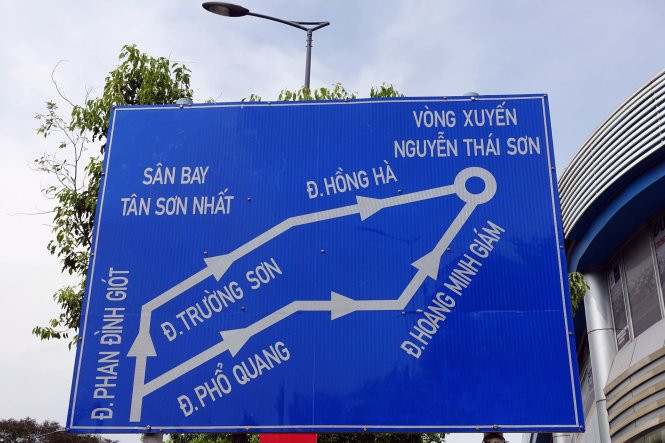 VÒNG XUYẾN
NGUYỄN THÁI SƠN
SÂN BAY
TÂN SƠN NHẤT
Đ. HỒNG HÀ
Đ. TRƯỜNG SƠN
Đ. HOÀNG MINH GIÁM
Đ. PHAN ĐÌNH GIÓT
Đ. PHỔ QUANG